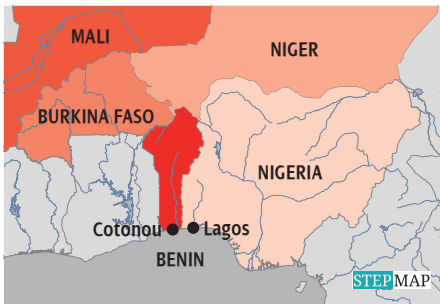 MALI
NIGER
BURKINA FASO
NIGERIA
Cotonou
Lagos
BENIN
STEPMAP